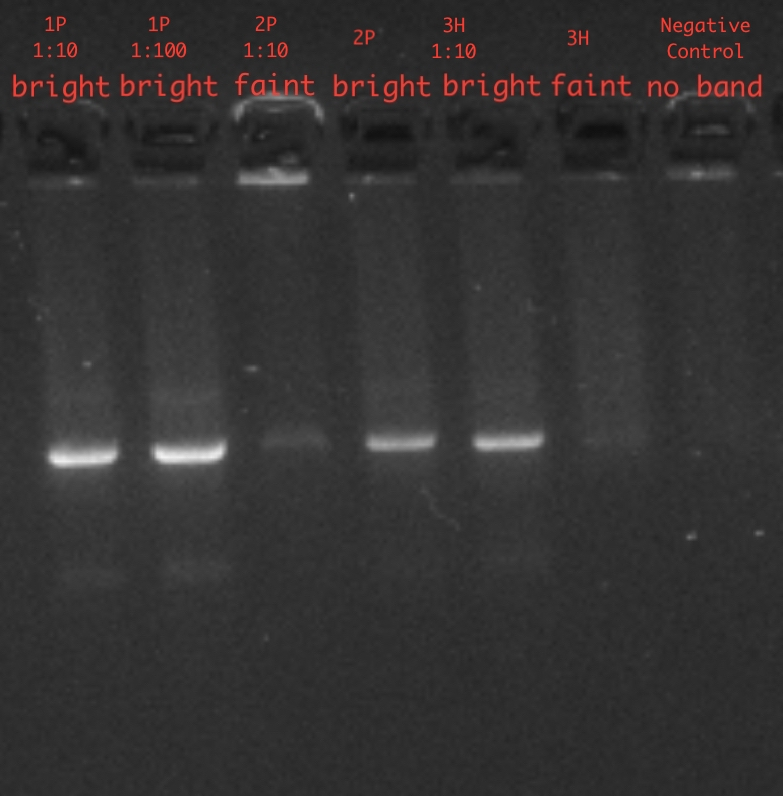 1P 1P 2P 2P 3H 3H Negative
1:10 1:100 1:10 1:10 Control
bright bright faint bright bright faint no band